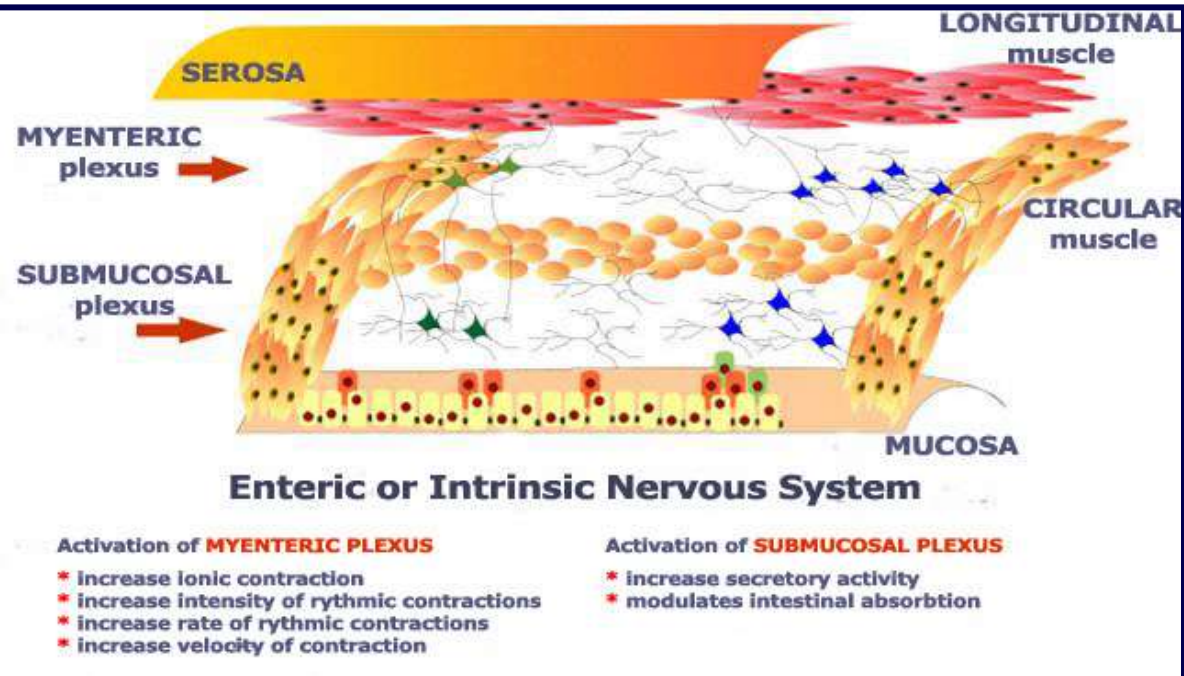 LONGITUDINAL
muscle
SEROSA
MYENTERIC
plexus
CIRCULAR
muscle
SUBMUCOSAL
plexus
MUCOSA
Enteric or Intrinsic Nervous System
Activation of MYENTERIC PLEXUS
* increase ionic contraction
* increase intensity of rythmic contractions
* increase rate of rythmic contractions
* increase velocity of contraction
Activation of SUBMUCOSAL PLEXUS
* increase secretory activity
* modulates intestinal absorbtion